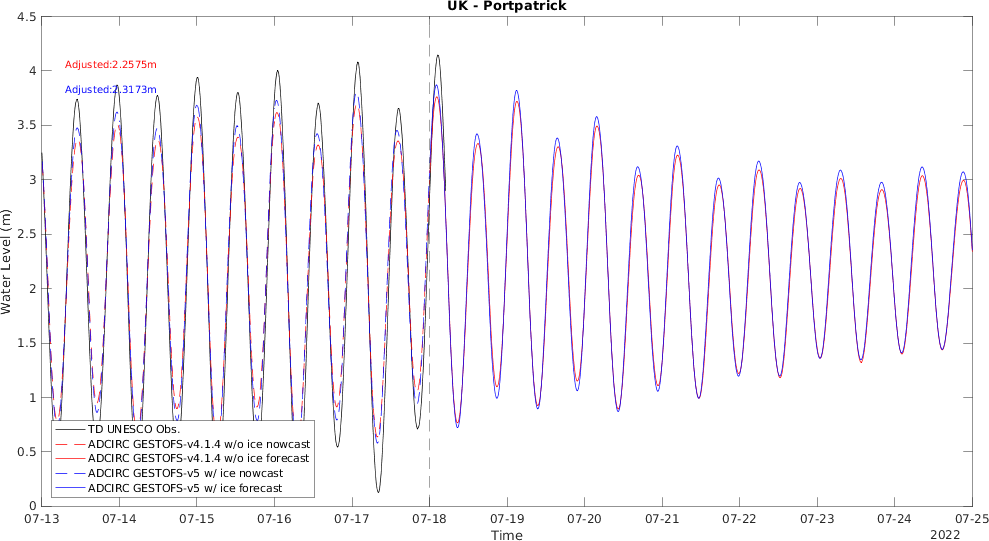 UK - Portpatrick
4.5
4
3.5
3
2.5
2
1.5
1
0.5
0
Water Level (m)
Adjusted:2.2575m
Adjusted:2.3173m
TD UNESCO Obs.
ADCIRC GESTOFS-v4.1.4 w/o ice nowcast
ADCIRC GESTOFS-v4.1.4 w/o ice forecast
ADCIRC GESTOFS-v5 w/ ice nowcast
ADCIRC GESTOFS-v5 w/ ice forecast
07-13 07-14 07-15 07-16 07-17 07-18 07-19 07-20 07-21 07-22 07-23 07-24 07-25
Time
2022